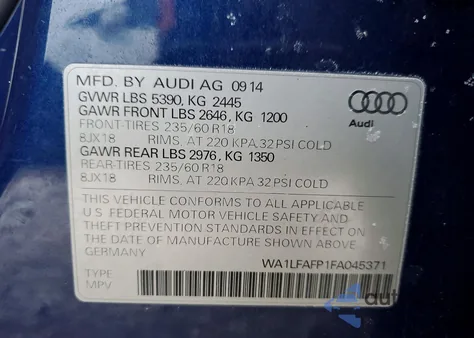 MFD. BY AUDI AG 09 14
GVWR LBS 5390, KG 2445
GAWR FRONT LBS 2646, KG 1200
FRONT-TIRES 235/60 R18
8JX18 RIMS, AT 220 KPA 32 PSI COLD
GAWR REAR LBS 2976, KG 1350
REAR-TIRES 235/60 R18
8JX18 RIMS, AT 220 KPA 32 PSI COLD
Audi
THIS VEHICLE CONFORMS TO ALL APPLICABLE
U.S. FEDERAL MOTOR VEHICLE SAFETY AND
THEFT PREVENTION STANDARDS IN EFFECT ON
THE DATE OF MANUFACTURE SHOWN ABOVE
GERMANY
WA1LFAFP1FA045371
TYPE
MPV